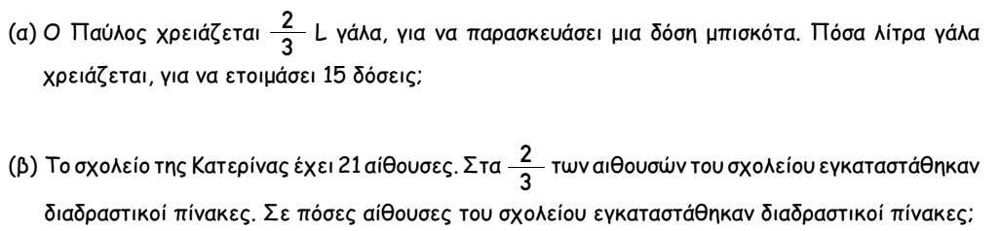 (α) Ο Παύλος χρειάζεται 2/3 L γάλα, για να παρασκευάσει μια δόση μπισκότα. Πόσα λίτρα γάλα
χρειάζεται, για να ετοιμάσει 15 δόσεις;
(β) Το σχολείο της Κατερίνας έχει 21 αίθουσες. Στα 2/3 των αιθουσών του σχολείου εγκαταστάθηκαν
διαδραστικοί πίνακες. Σε πόσες αίθουσες του σχολείου εγκαταστάθηκαν διαδραστικοί πίνακες;